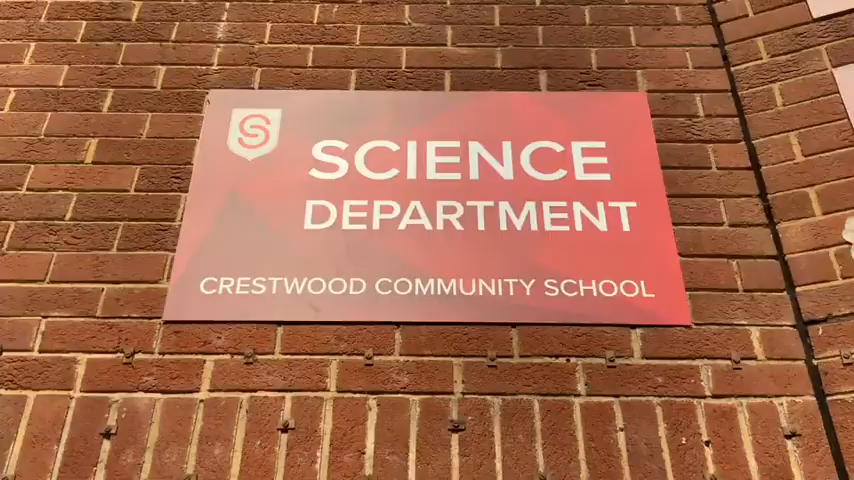 SCIENCE
DEPARTMENT
CRESTWOOD COMMUNITY SCHOOL